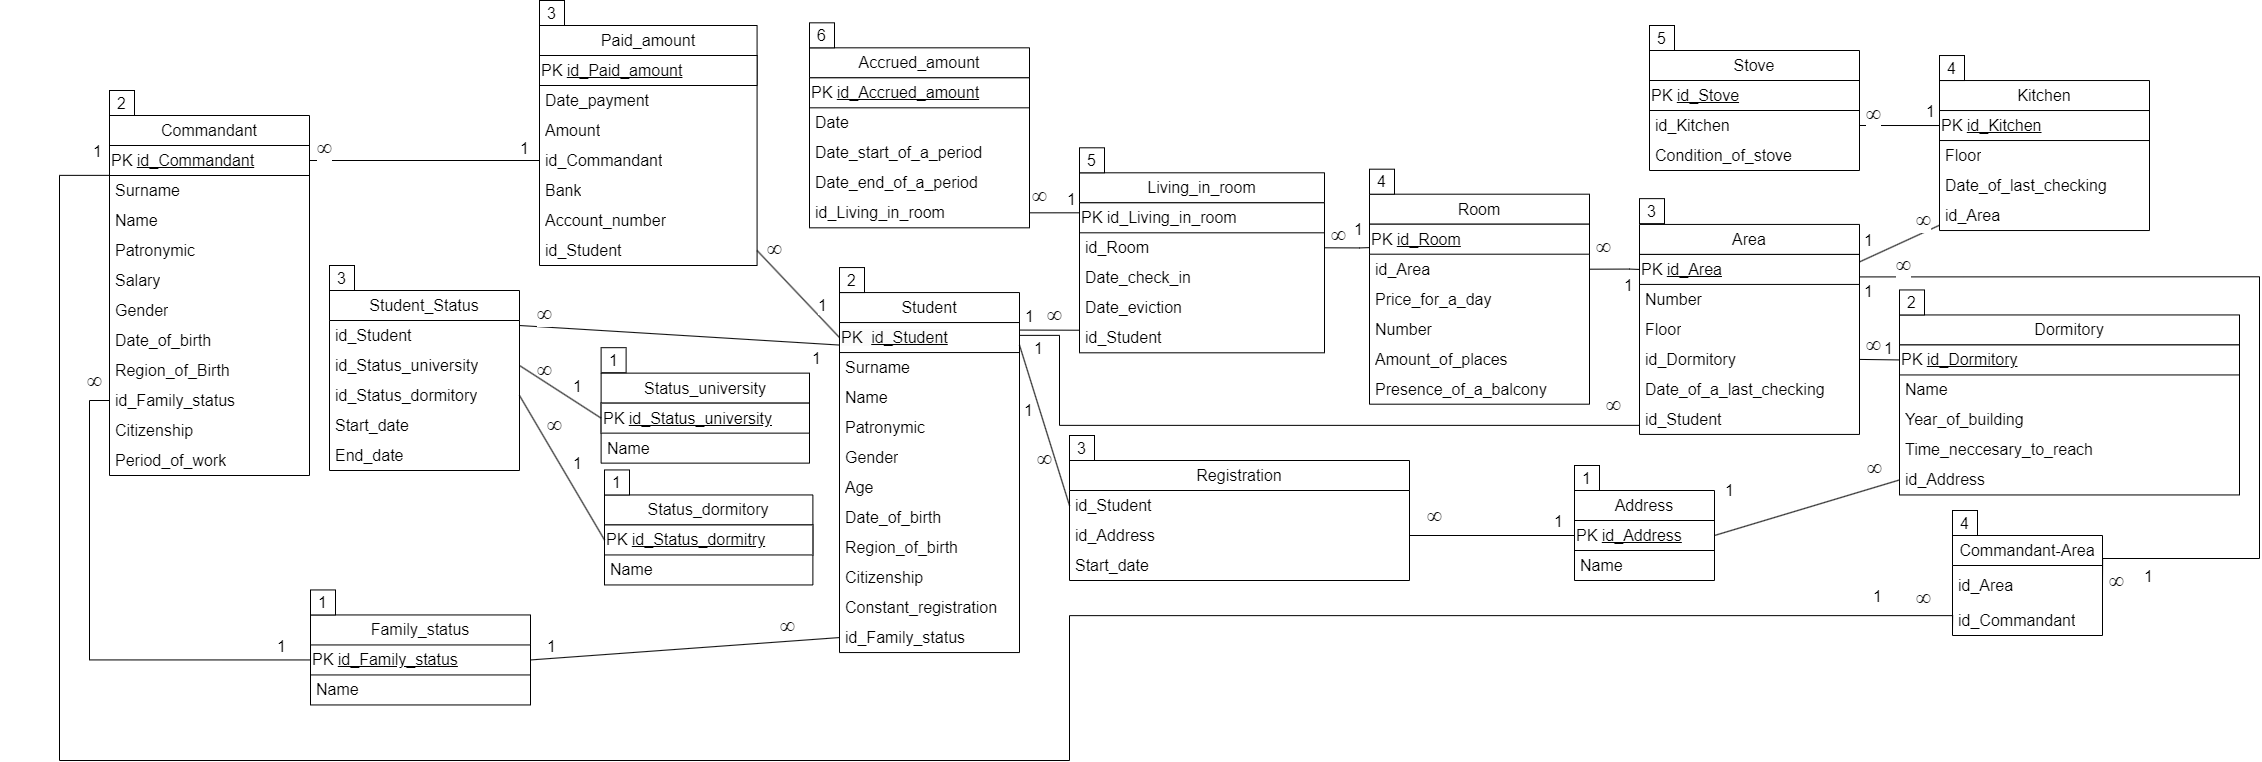 3
Paid_amount
PK id_Paid_amount
Date_payment
Amount
id_Commandant
Bank
Account_number
id_Student
6
Accrued_amount
PK id_Accrued_amount
Date
Date_start_of_a_period
Date_end_of_a_period
id_Living_in_room
5
Stove
PK id_Stove
id_Kitchen
Condition_of_stove
∞ 1
4
Kitchen
PK id_Kitchen
Floor
Date_of_last_checking
id_Area
2
Commandant
PK id_Commandant
Surname
Name
Patronymic
Salary
Gender
Date_of_birth
Region_of_Birth
id_Family_status
Citizenship
Period_of_work
1
∞
∞ 1
5
Living_in_room
PK id_Living_in_room
id_Room
Date_check_in
Date_eviction
id_Student
∞ 1
4
Room
PK id_Room
id_Area
Price_for_a_day
Number
Amount_of_places
Presence_of_a_balcony
∞ 1
3
Area
PK id_Area
Number
Floor
id_Dormitory
Date_of_a_last_checking
id_Student
∞
1
1
∞
∞
1
∞ 1
∞
2
Dormitory
PK id_Dormitory
Name
Year_of_building
Time_neccesary_to_reach
id_Address
3
Student_Status
id_Student
id_Status_university
id_Status_dormitory
Start_date
End_date
∞
1
∞
1
∞
1
∞
1
1
Status_university
PK id_Status_university
Name
1
Status_dormitory
PK id_Status_dormitry
Name
2
Student
PK id_Student
Surname
Name
Patronymic
Gender
Age
Date_of_birth
Region_of_birth
Citizenship
Constant_registration
id_Family_status
1 ∞
1
1
∞
3
Registration
id_Student
id_Address
Start_date
∞ 1
1
Address
PK id_Address
Name
1
∞
4
Commandant-Area
id_Area
id_Commandant
∞ 1
1 ∞
1
Family_status
PK id_Family_status
Name
1
1 ∞